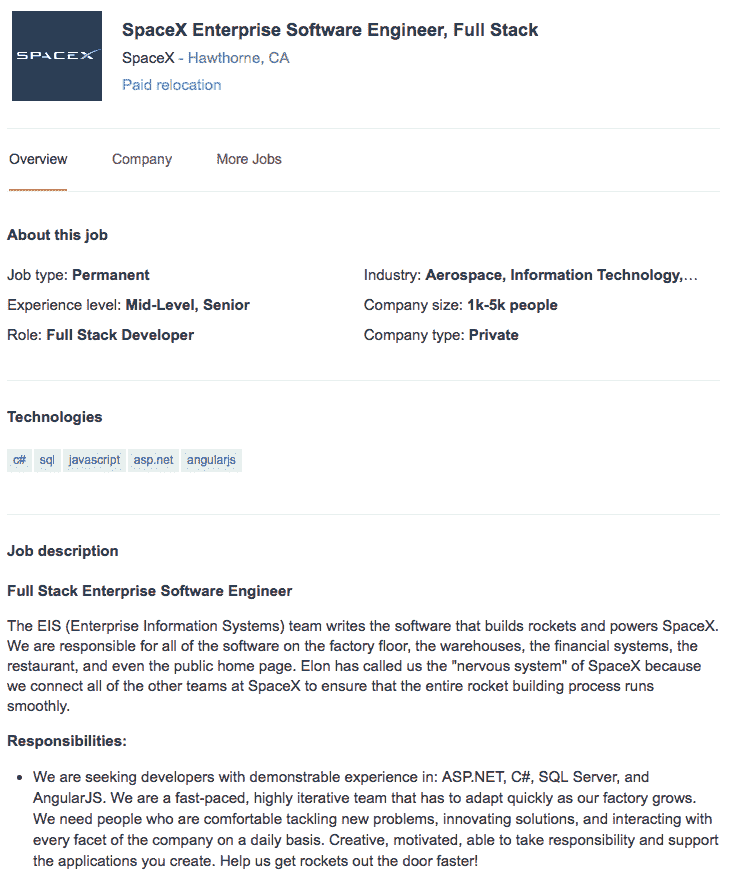 SPACEX
SpaceX Enterprise Software Engineer, Full Stack
SpaceX - Hawthorne, CA
Paid relocation
Overview Company More Jobs
About this job
Job type: Permanent Industry: Aerospace, Information Technology,...
Experience level: Mid-Level, Senior Company size: 1k-5k people
Role: Full Stack Developer Company type: Private
Technologies
c# sql javascript asp.net angularjs
Job description
Full Stack Enterprise Software Engineer
The EIS (Enterprise Information Systems) team writes the software that builds rockets and powers SpaceX.
We are responsible for all of the software on the factory floor, the warehouses, the financial systems, the
restaurant, and even the public home page. Elon has called us the "nervous system" of SpaceX because
we connect all of the other teams at SpaceX to ensure that the entire rocket building process runs
smoothly.
Responsibilities:
• We are seeking developers with demonstrable experience in: ASP.NET, C#, SQL Server, and
AngularJS. We are a fast-paced, highly iterative team that has to adapt quickly as our factory grows.
We need people who are comfortable tackling new problems, innovating solutions, and interacting with
every facet of the company on a daily basis. Creative, motivated, able to take responsibility and support
the applications you create. Help us get rockets out the door faster!